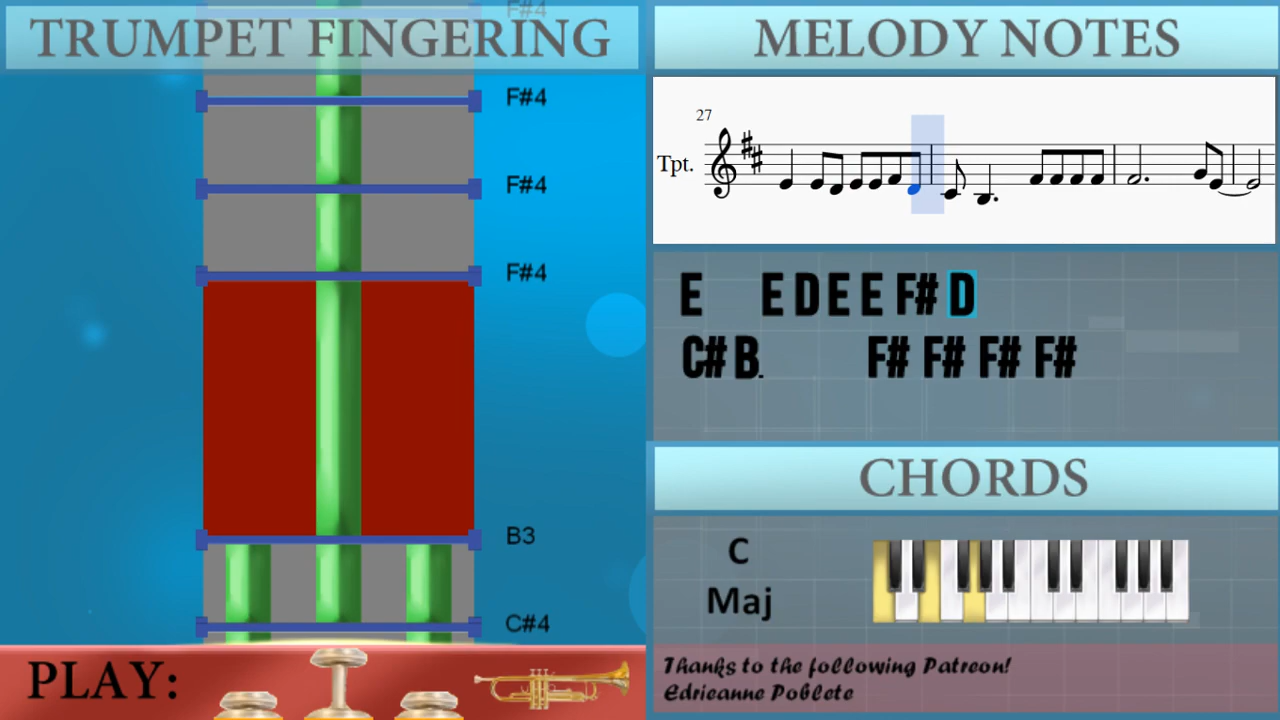 TRUMPET FINGERING
F#4
F#4
F#4
F#4
B3
C#4
PLAY:
MELODY NOTES
27
Tpt.
E E D E E F# D
C# B. F# F# F# F#
CHORDS
C
Maj
Thanks to the following Patreon!
Edrieanne Poblete